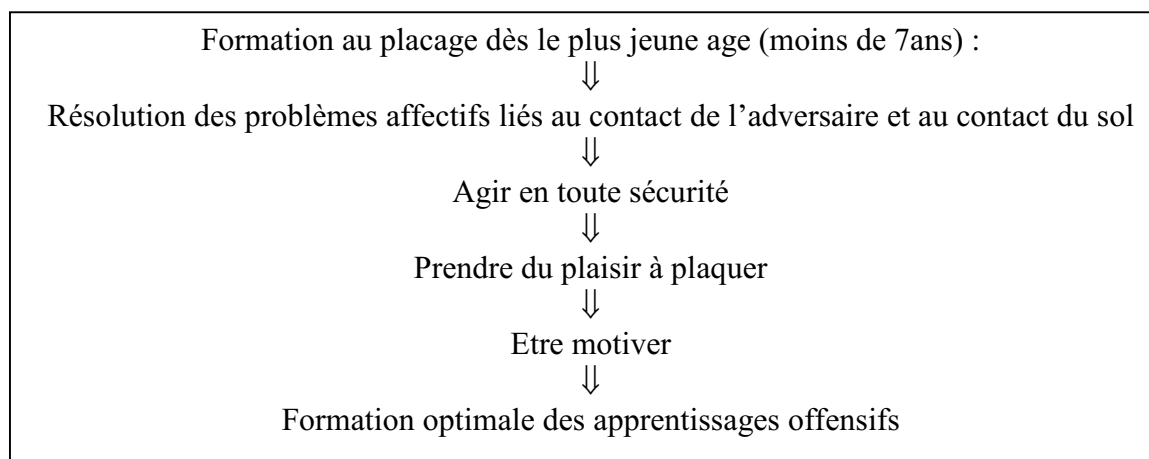 Formation au placage dès le plus jeune age (moins de 7ans) :
⇓
Résolution des problèmes affectifs liés au contact de l’adversaire et au contact du sol
⇓
Agir en toute sécurité
⇓
Prendre du plaisir à plaquer
⇓
Etre motiver
⇓
Formation optimale des apprentissages offensifs